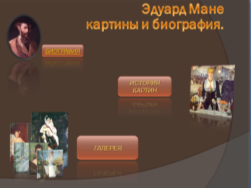 Эдуард Мане
картины и биография.
БИОГРАФИЯ
ИСТОРИЯ
КАРТИН
ГАЛЕРЕЯ